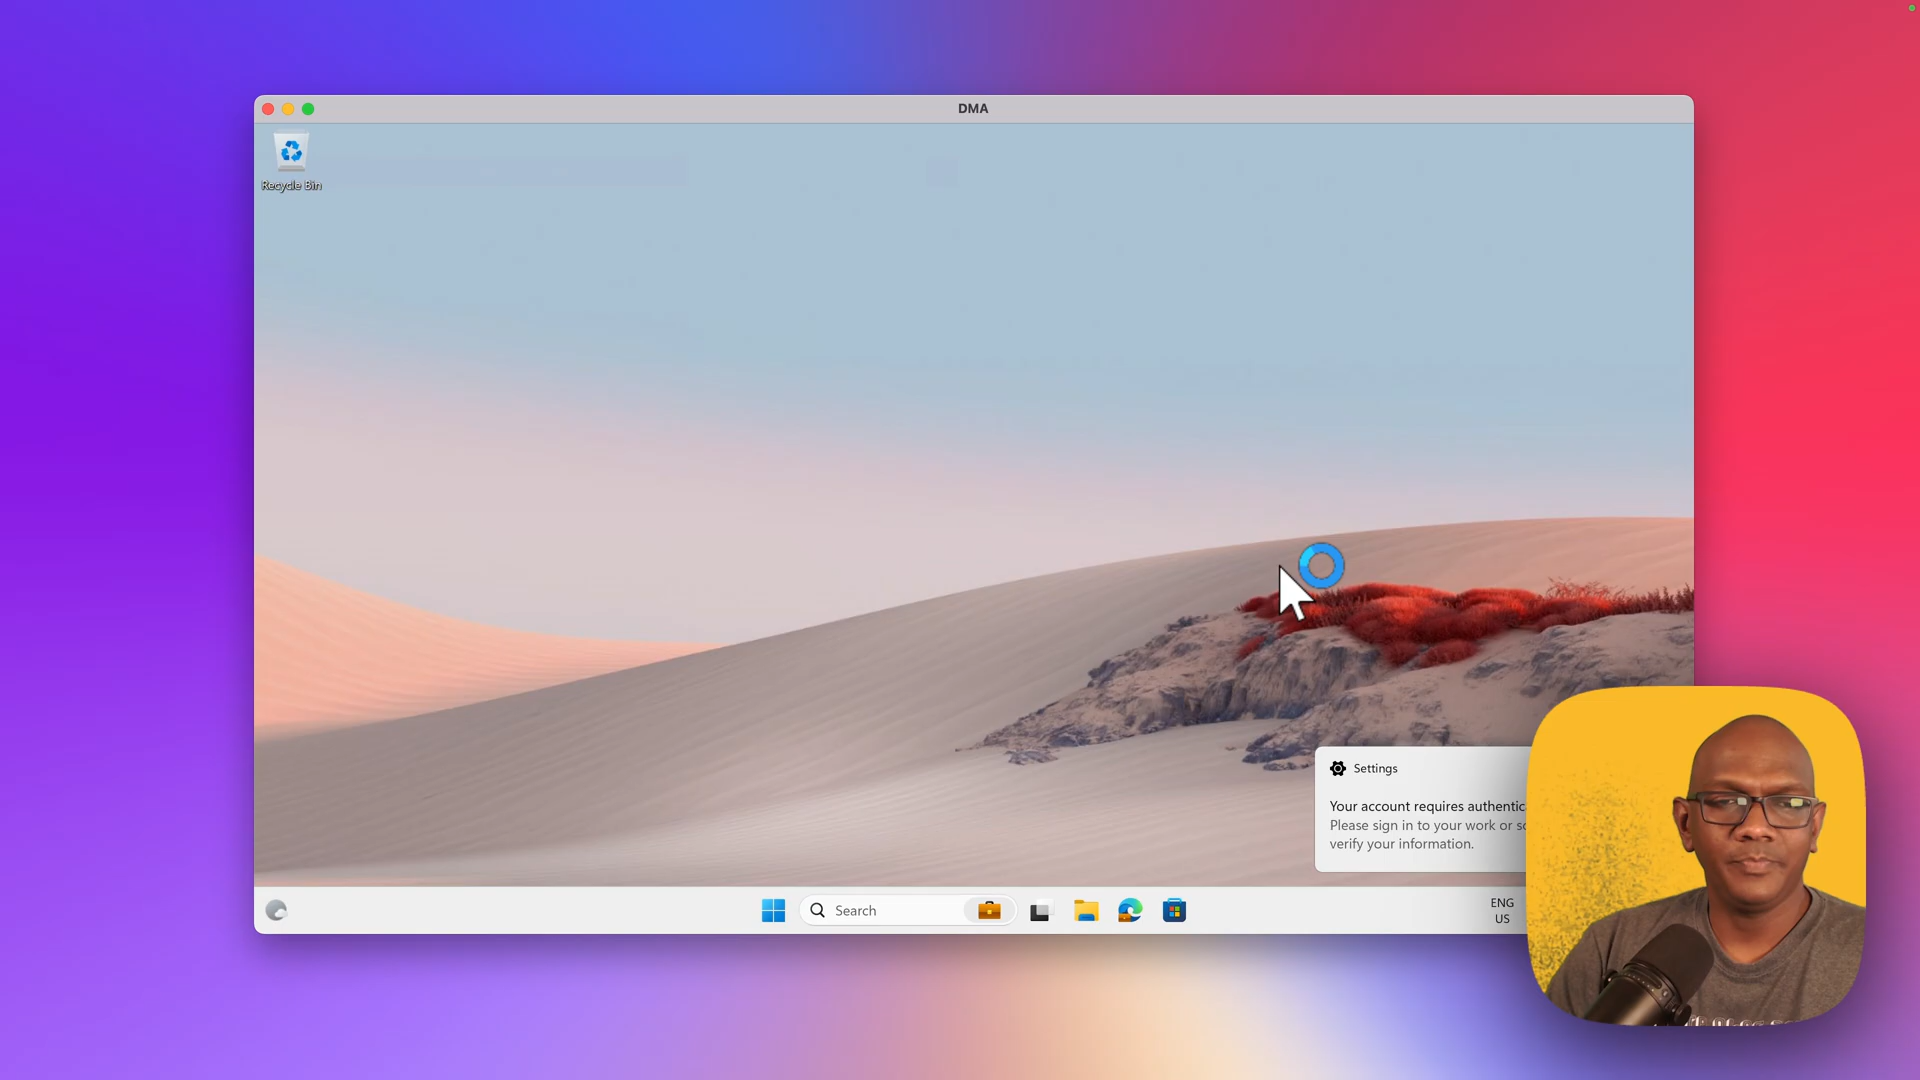 DMA
Recycle Bin
Settings
Your account requires
Please sign in to your work or
verify your information.
Search
ENG
US